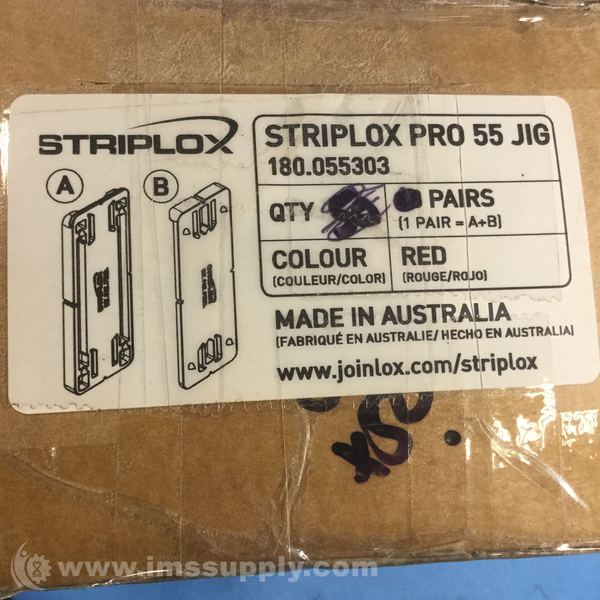 STRIPLOX
STRIPLOX PRO 55 JIG
180.055303
A
B
QTY
PAIRS
(1 PAIR = A+B)
COLOUR
(COULEUR/COLOR)
RED
(ROUGE/ROJO)
MADE IN AUSTRALIA
(FABRIQUÉ EN AUSTRALIE/ HECHO EN AUSTRALIA)
www.joinlox.com/striplox
www.imssupply.com